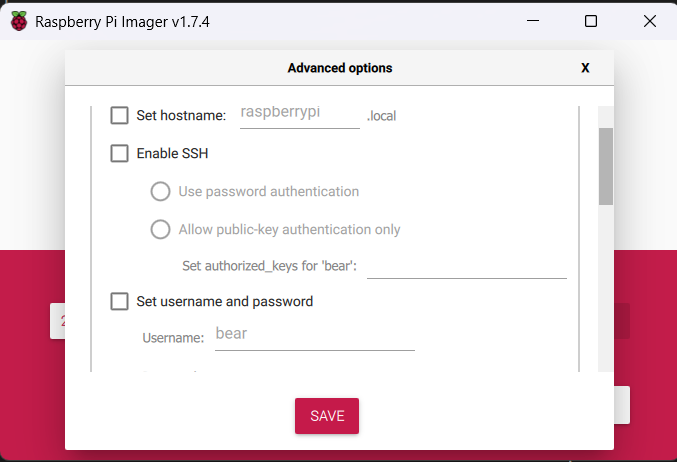 Raspberry Pi Imager v1.7.4
Advanced options X
Set hostname: raspberrypi .local
Enable SSH
Use password authentication
Allow public-key authentication only
Set authorized_keys for 'bear':
Set username and password
Username: bear
SAVE